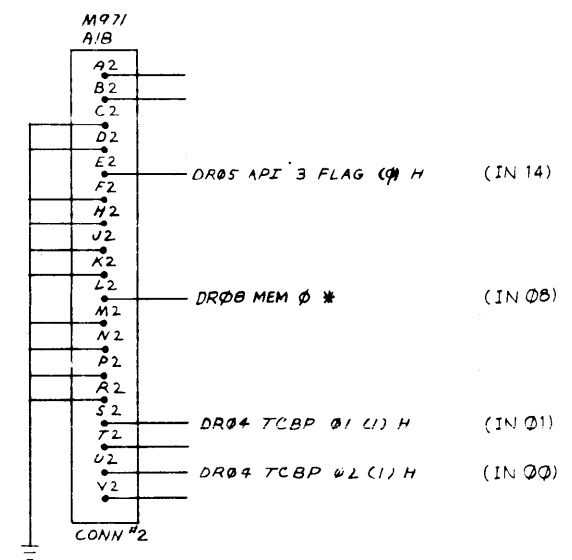 M971
A1B
A2
B2
C2
D2
E2
DRØ5 API 3 FLAG (Ø) H (IN 14)
F2
H2
J2
K2
L2
DRØ8 MEM Ø * (IN Ø8)
M2
N2
P2
R2
S2
DRØ4 TCBP Ø1 (1) H (IN Ø1)
T2
U2
DRØ4 TCBP Ø2 (1) H (IN ØØ)
V2
CONN #2